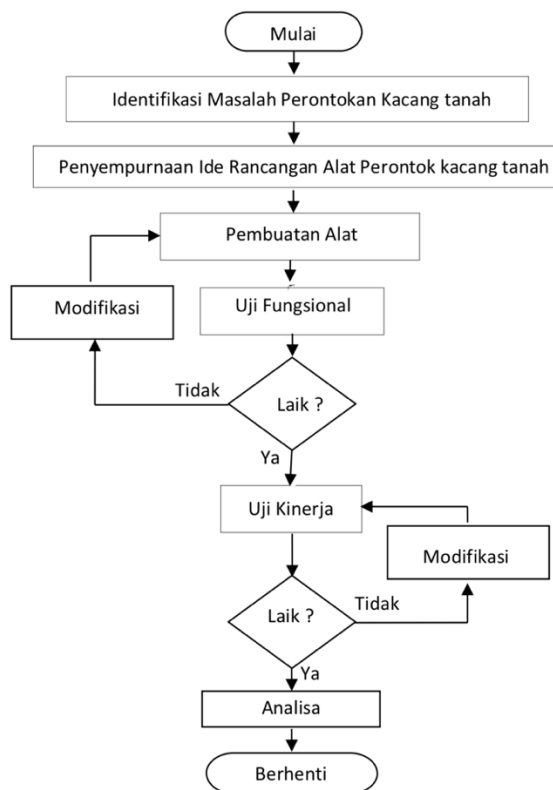 Mulai
Identifikasi Masalah Perontokan Kacang tanah
Penyempurnaan Ide Rancangan Alat Perontok kacang tanah
Pembuatan Alat
Modifikasi
Uji Fungsional
Tidak
Laik ?
Ya
Uji Kinerja
Modifikasi
Laik ?
Tidak
Ya
Analisa
Berhenti